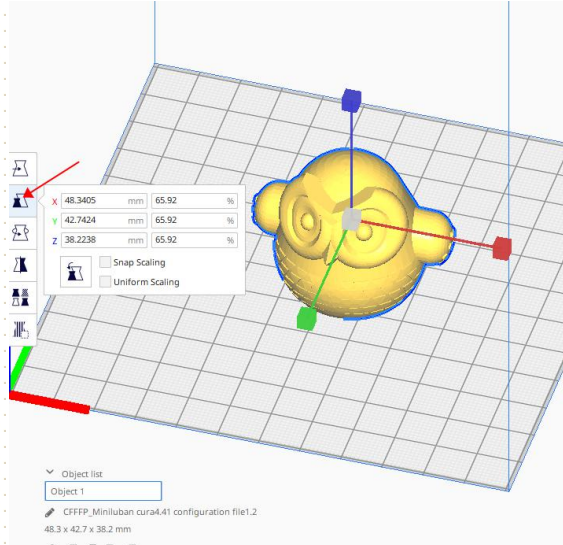 X 48.3405 mm 65.92 %
Y 42.7424 mm 65.92 %
Z 38.2238 mm 65.92 %
Snap Scaling
Uniform Scaling
Object list
Object 1
CFFFP_Miniluban cura4.41 configuration file1.2
48.3 x 42.7 x 38.2 mm